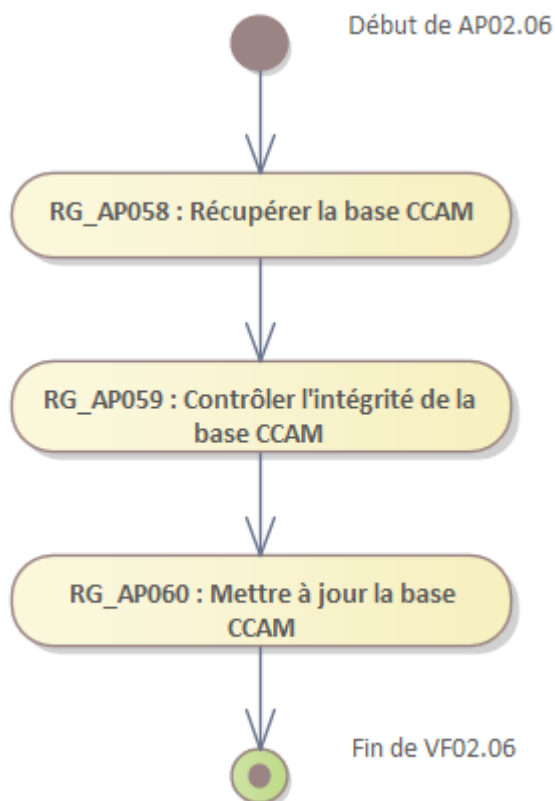 Début de AP02.06
RG_AP058 : Récupérer la base CCAM
RG_AP059 : Contrôler l'intégrité de la
base CCAM
RG_AP060 : Mettre à jour la base
CCAM
Fin de VF02.06